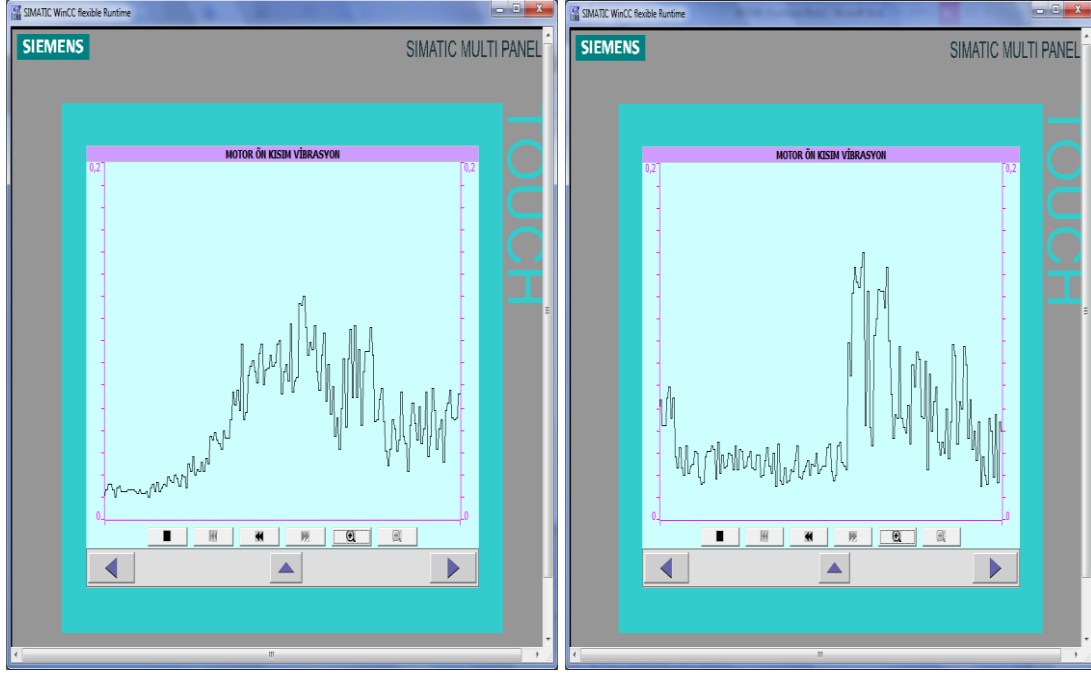 SIMATIC WinCC flexible Runtime
SIEMENS
SIMATIC MULTI PANEL
TOUCH
MOTOR ÖN KISIM VİBRASYON
0,2 0,2
0 0
SIMATIC WinCC flexible Runtime
SIEMENS
SIMATIC MULTI PANEL
TOUCH
MOTOR ÖN KISIM VİBRASYON
0,2 0,2
0 0